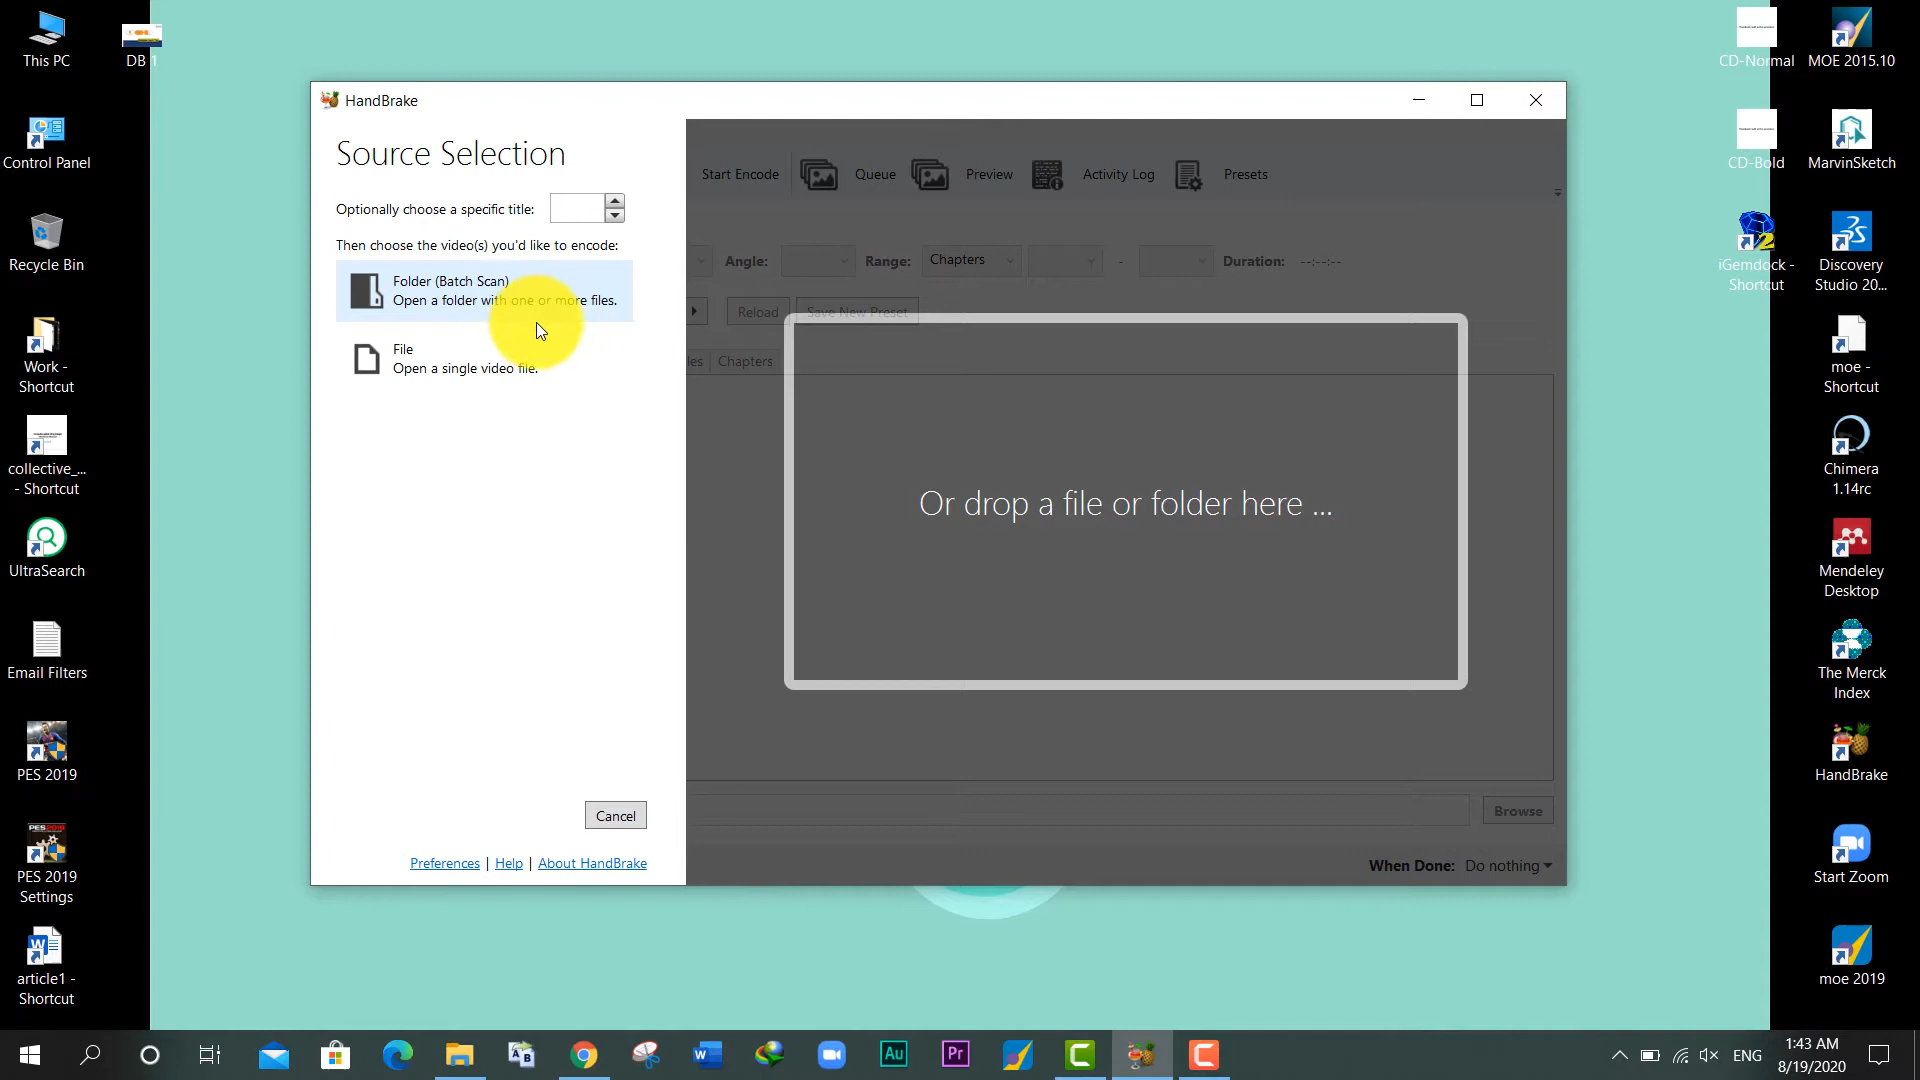 This PC
DB 1
Control Panel
Recycle Bin
Work -
Shortcut
collective_...
- Shortcut
UltraSearch
Email Filters
PES 2019
PES 2019
Settings
article1 -
Shortcut
HandBrake
Source Selection
Optionally choose a specific title:
Then choose the video(s) you'd like to encode:
Folder (Batch Scan)
Open a folder with one or more files.
File
Open a single video file.
Cancel
Preferences | Help | About HandBrake
Start Encode
Queue
Preview
Activity Log
Presets
Angle:
Range: Chapters
-
Duration: --:--:--
Reload
Save New Preset
les
Chapters
Or drop a file or folder here ...
Browse
When Done: Do nothing
CD-Normal
MOE 2015.10
CD-Bold
MarvinSketch
iGemdock -
Shortcut
Discovery
Studio 20...
moe -
Shortcut
Chimera
1.14rc
Mendeley
Desktop
The Merck
Index
HandBrake
Start Zoom
moe 2019
Au
Pr
ENG
1:43 AM
8/19/2020